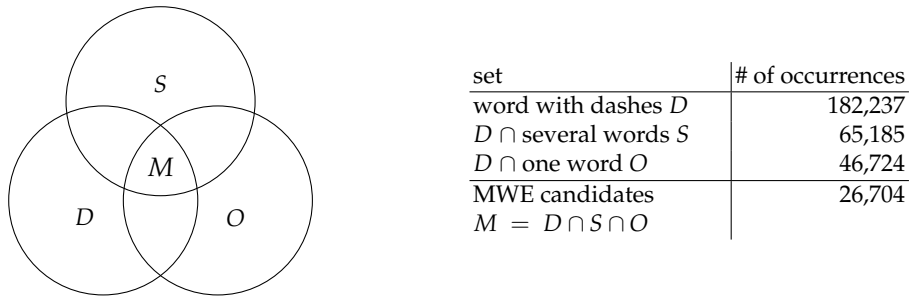 S
M
D
O
set # of occurrences
word with dashes D 182,237
D ∩ several words S 65,185
D ∩ one word O 46,724
MWE candidates 26,704
M = D ∩ S ∩ O